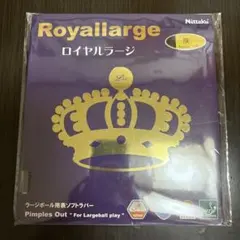 Royallarge
Nittaku
厚
ロイヤルラージ
ラージボール用表ソフトラバー
Pimples Out " For Largeball play "